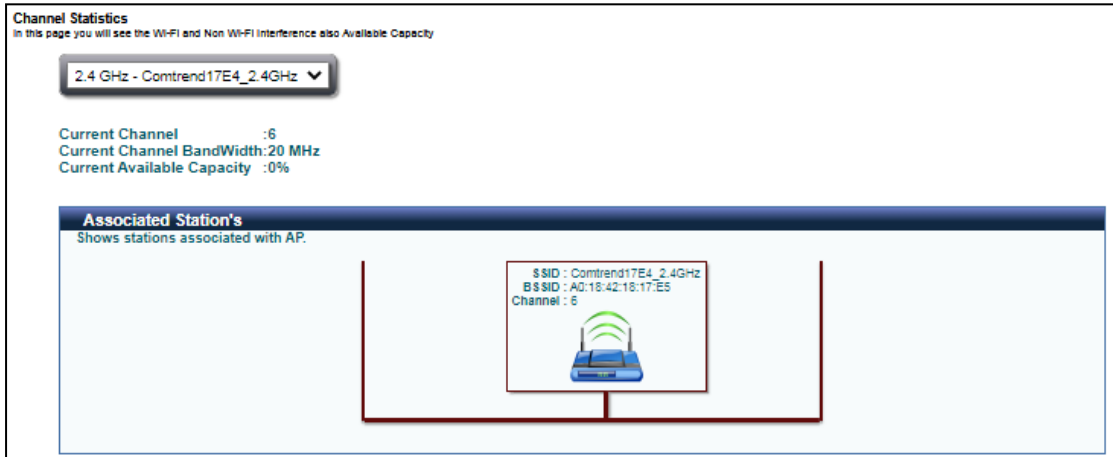 Channel Statistics
In this page you will see the Wi-Fi and Non Wi-Fi Interference also Available Capacity
2.4 GHz - Comtrend17E4_2.4GHz
Current Channel :6
Current Channel BandWidth:20 MHz
Current Available Capacity :0%
Associated Station's
Shows stations associated with AP.
SSID : Comtrend17E4_2.4GHz
BSSID : A0:18:42:18:17:E5
Channel : 6